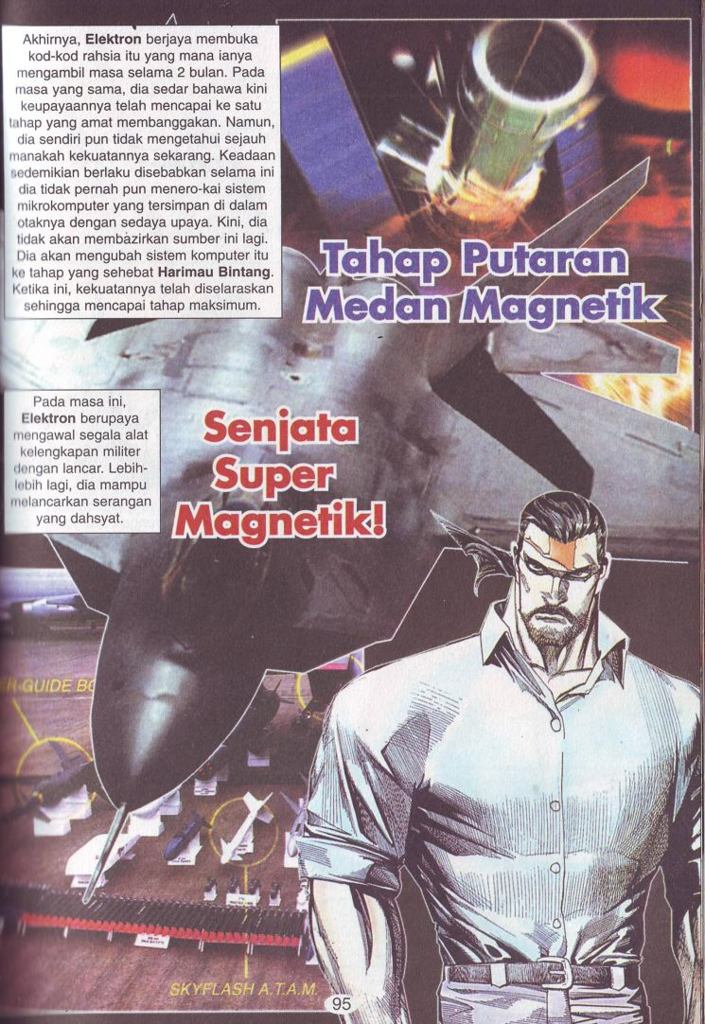 Akhirnya, Elektron berjaya membuka
kod-kod rahsia itu yang mana ianya
mengambil masa selama 2 bulan. Pada
masa yang sama, dia sedar bahawa kini
keupayaannya telah mencapai ke satu
tahap yang amat membanggakan. Namun,
dia sendiri pun tidak mengetahui sejauh
manakah kekuatannya sekarang. Keadaan
sedemikian berlaku disebabkan selama ini
dia tidak pernah pun menero-kai sistem
mikrokomputer yang tersimpan di dalam
otaknya dengan sedaya upaya. Kini, dia
tidak akan membazirkan sumber ini lagi.
Dia akan mengubah sistem komputer itu
ke tahap yang sehebat Harimau Bintang.
Ketika ini, kekuatannya telah diselaraskan
sehingga mencapai tahap maksimum.
Tahap Putaran
Medan Magnetik
Pada masa ini,
Elektron berupaya
mengawal segala alat
kelengkapan militer
dengan lancar. Lebih-
lebih lagi, dia mampu
melancarkan serangan
yang dahsyat.
Senjata
Super
Magnetik!
R-GUIDE BO
SKYFLASH A.T.A.M.
95